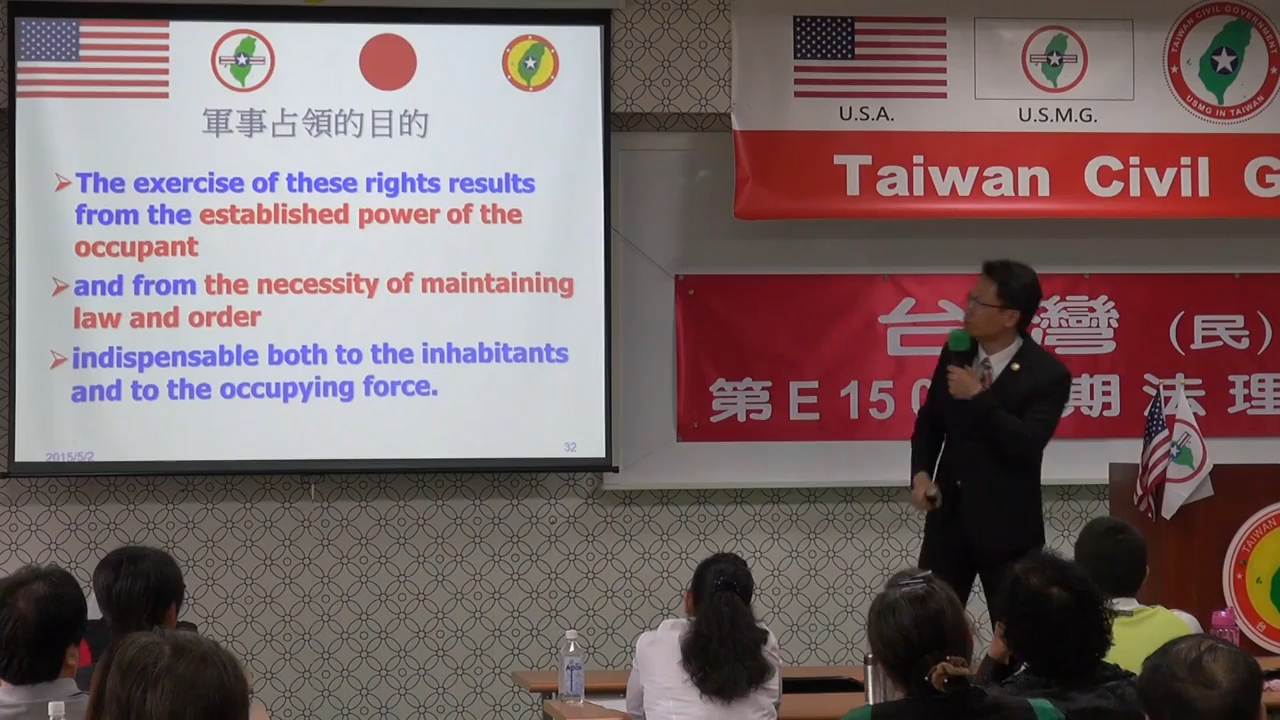 軍事占領的目的
The exercise of these rights results
from the established power of the
occupant
and from the necessity of maintaining
law and order
indispensable both to the inhabitants
and to the occupying force.
2015/5/2
32
U.S.A.
U.S.M.G.
TAIWAN CIVIL GOVERNMENT
USMG IN TAIWAN
Taiwan Civil G
台灣 (民)
第E150 期法理